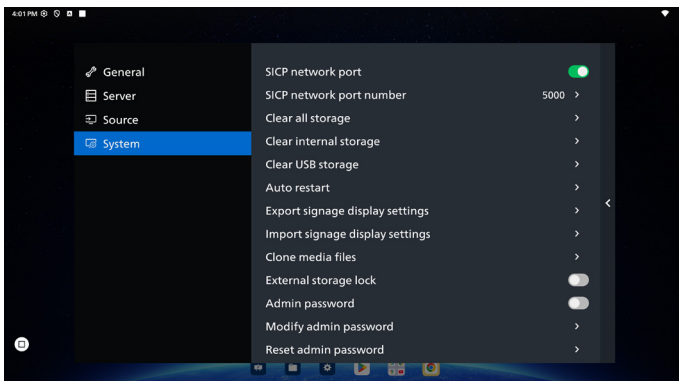 4:01 PM
General
Server
Source
System
SICP network port
SICP network port number 5000
Clear all storage
Clear internal storage
Clear USB storage
Auto restart
Export signage display settings
Import signage display settings
Clone media files
External storage lock
Admin password
Modify admin password
Reset admin password